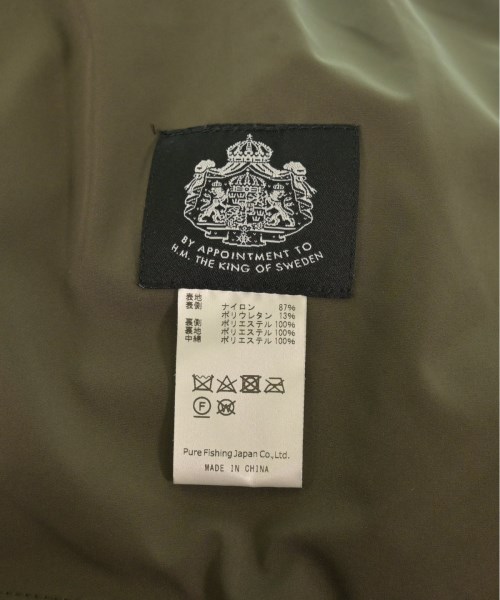 BY APPOINTMENT TO
H.M. THE KING OF SWEDEN
表地
表側 ナイロン 87%
ポリウレタン 13%
裏側 ポリエステル 100%
裏地 ポリエステル 100%
中綿 ポリエステル 100%
F W
Pure Fishing Japan Co., Ltd.
MADE IN CHINA